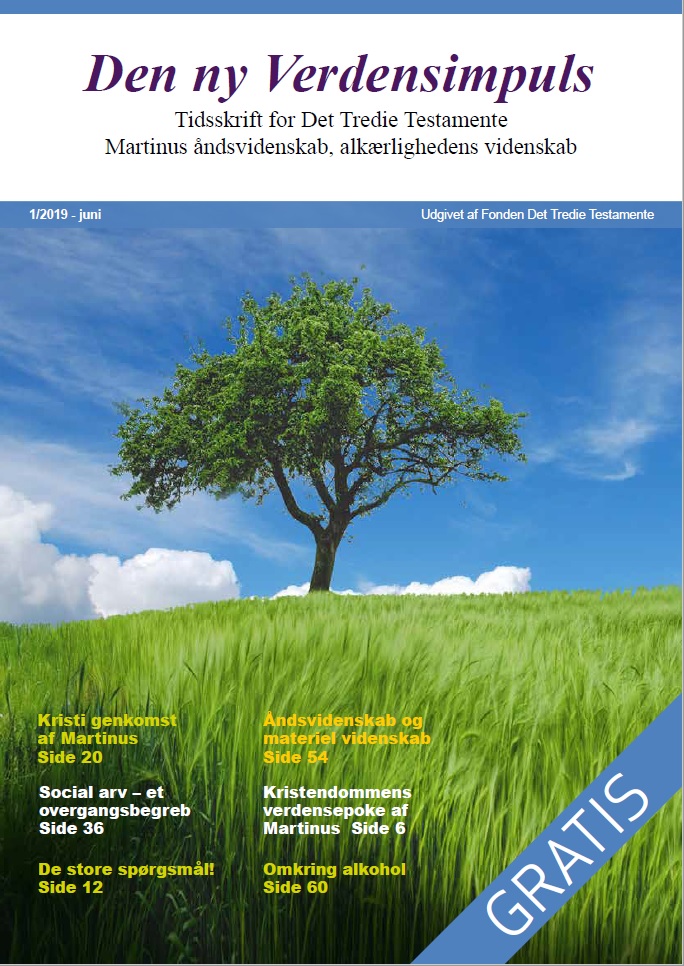 Den ny Verdensimpuls
Tidsskrift for Det Tredie Testamente
Martinus åndsvidenskab, alkærlighedens videnskab
1/2019 - juni
Udgivet af Fonden Det Tredie Testamente
Kristi genkomst
af Martinus
Side 20
Åndsvidenskab og
materiel videnskab
Side 54
Social arv – et
overgangsbegreb
Side 36
Kristendommens
verdensepoke af
Martinus Side 6
De store spørgsmål!
Side 12
Omkring alkohol
Side 60
GRATIS